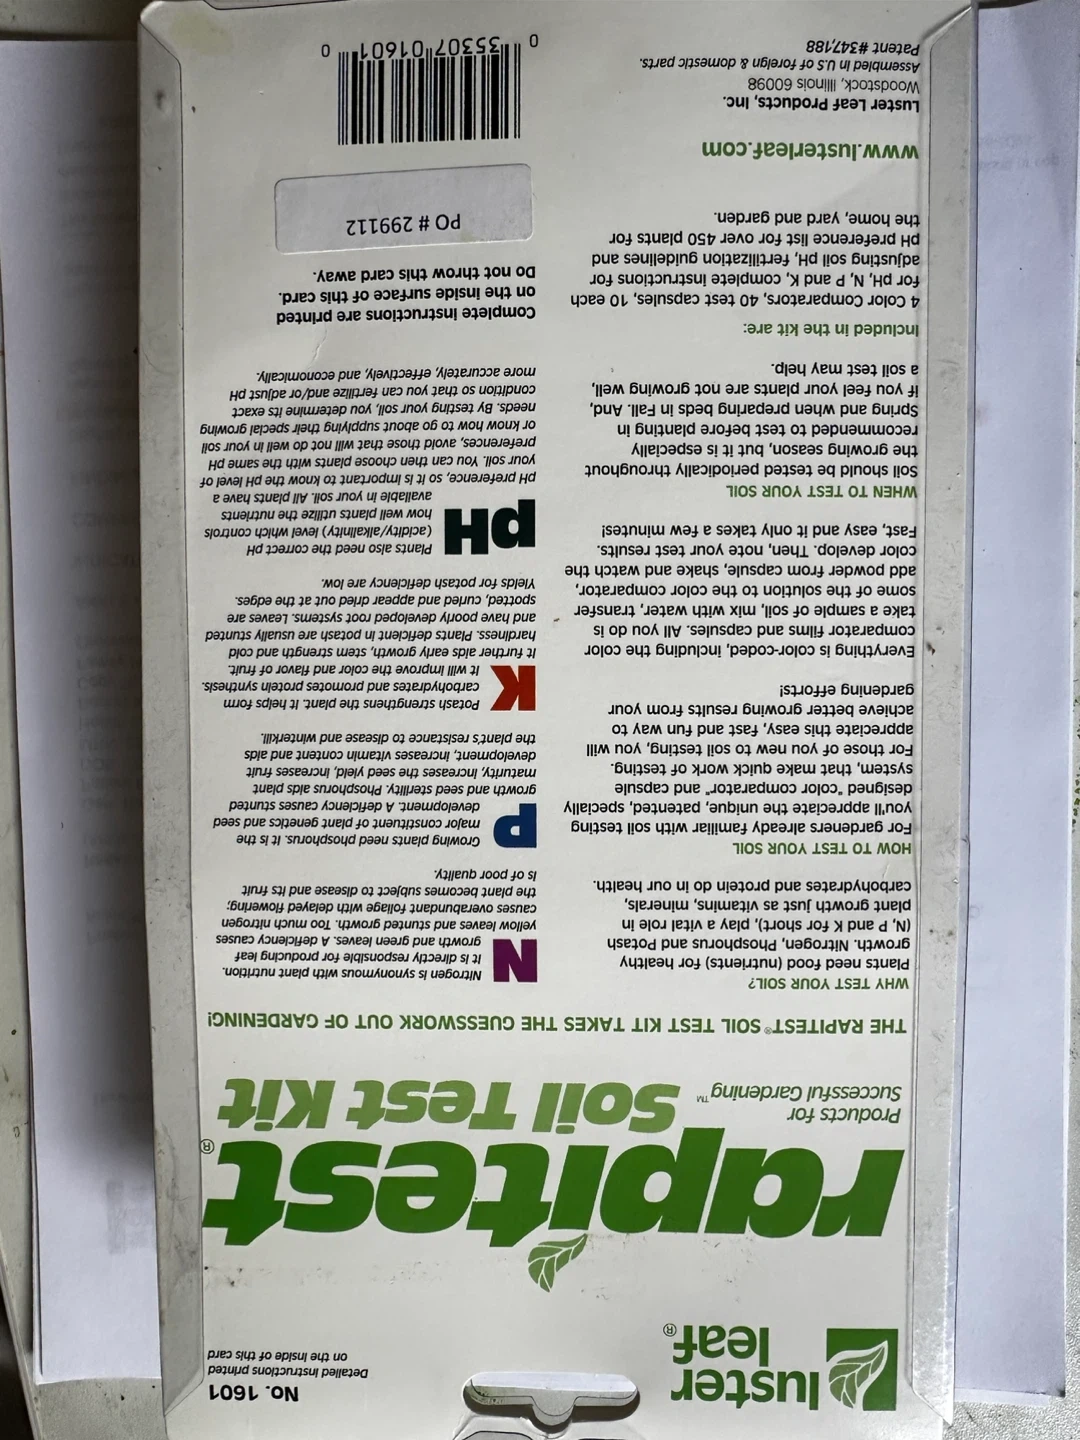 luster
leaf®
No. 1601
Detailed instructions printed
on the inside of this card
rapitest®
Products for
Successful Gardening™
Soil Test Kit
THE RAPITEST® SOIL TEST KIT TAKES THE GUESSWORK OUT OF GARDENING!
WHY TEST YOUR SOIL?
Plants need food (nutrients) for healthy
growth. Nitrogen, Phosphorus and Potash
(N, P and K for short), play a vital role in
plant growth just as vitamins, minerals,
carbohydrates and protein do in our health.
HOW TO TEST YOUR SOIL
For gardeners already familiar with soil testing
you'll appreciate the unique, patented, specially
designed "color comparator" and capsule
system, that make quick work of testing.
For those of you new to soil testing, you will
appreciate this easy, fast and fun way to
achieve better growing results from your
gardening efforts!
Everything is color-coded, including the color
comparator films and capsules. All you do is
take a sample of soil, mix with water, transfer
some of the solution to the color comparator,
add powder from capsule, shake and watch the
color develop. Then, note your test results.
Fast, easy and it only takes a few minutes!
WHEN TO TEST YOUR SOIL
Soil should be tested periodically throughout
the growing season, but it is especially
recommended to test before planting in
Spring and when preparing beds in Fall. And,
if you feel your plants are not growing well,
a soil test may help.
Included in the kit are:
4 Color Comparators, 40 test capsules, 10 each
for pH, N, P and K, complete instructions for
adjusting soil pH, fertilization guidelines and
pH preference list for over 450 plants for
the home, yard and garden.
www.lusterleaf.com
Luster Leaf Products, Inc.
Woodstock, Illinois 60098
Assembled in U.S of foreign & domestic parts.
Patent #347,188
N
Nitrogen is synonymous with plant nutrition.
It is directly responsible for producing leaf
growth and green leaves. A deficiency causes
yellow leaves and stunted growth. Too much nitrogen
causes overabundant foliage with delayed flowering;
the plant becomes subject to disease and its fruit
is of poor quality.
P
Growing plants need phosphorus. It is the
major constituent of plant genetics and seed
development. A deficiency causes stunted
growth and seed sterility. Phosphorus aids plant
maturity, increases the seed yield, increases fruit
development, increases vitamin content and aids
the plant's resistance to disease and winterkill.
K
Potash strengthens the plant. It helps form
carbohydrates and promotes protein synthesis.
It will improve the color and flavor of fruit.
It further aids early growth, stem strength and cold
hardiness. Plants deficient in potash are usually stunted
and have poorly developed root systems. Leaves are
spotted, curled and appear dried out at the edges.
Yields for potash deficiency are low.
pH
Plants also need the correct pH
(acidity/alkalinity) level which controls
how well plants utilize the nutrients
available in your soil. All plants have a
pH preference, so it is important to know the pH level of
your soil. You can then choose plants with the same pH
preferences, avoid those that will not do well in your soil
or know how to go about supplying their special growing
needs. By testing your soil, you determine its exact
condition so that you can fertilize and/or adjust pH
more accurately, effectively, and economically.
Complete instructions are printed
on the inside surface of this card.
Do not throw this card away.
PO # 299112
0 35307 01601 0